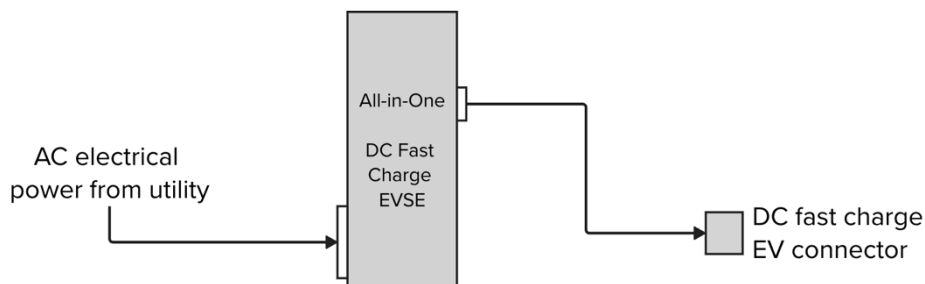 AC electrical
power from utility
All-in-One
DC Fast
Charge
EVSE
DC fast charge
EV connector